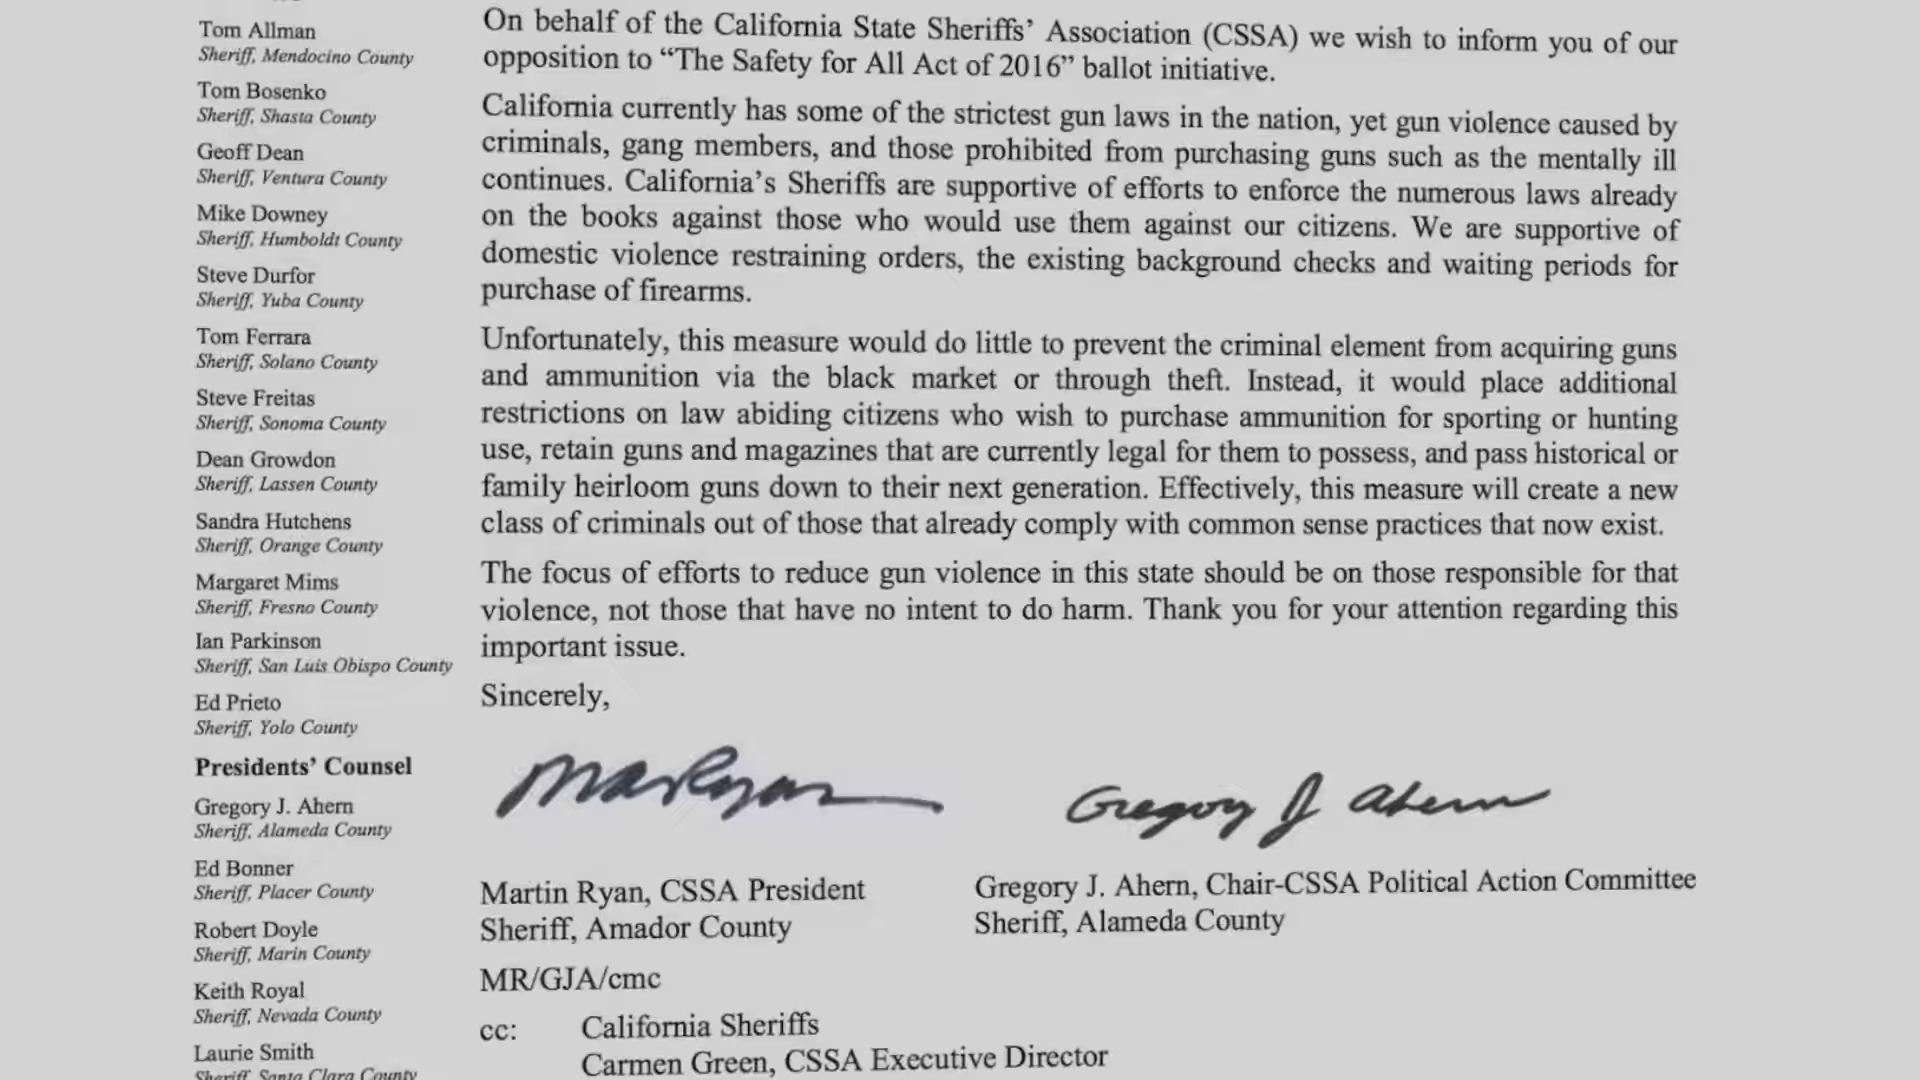 Tom Allman
Sheriff, Mendocino County
Tom Bosenko
Sheriff, Shasta County
Geoff Dean
Sheriff, Ventura County
Mike Downey
Sheriff, Humboldt County
Steve Durfor
Sheriff, Yuba County
Tom Ferrara
Sheriff, Solano County
Steve Freitas
Sheriff, Sonoma County
Dean Growdon
Sheriff, Lassen County
Sandra Hutchens
Sheriff, Orange County
Margaret Mims
Sheriff, Fresno County
Ian Parkinson
Sheriff, San Luis Obispo County
Ed Prieto
Sheriff, Yolo County
Presidents’ Counsel
Gregory J. Ahern
Sheriff, Alameda County
Ed Bonner
Sheriff, Placer County
Robert Doyle
Sheriff, Marin County
Keith Royal
Sheriff, Nevada County
Laurie Smith
Sheriff, Santa Clara County
On behalf of the California State Sheriffs’ Association (CSSA) we wish to inform you of our
opposition to “The Safety for All Act of 2016” ballot initiative.
California currently has some of the strictest gun laws in the nation, yet gun violence caused by
criminals, gang members, and those prohibited from purchasing guns such as the mentally ill
continues. California’s Sheriffs are supportive of efforts to enforce the numerous laws already
on the books against those who would use them against our citizens. We are supportive of
domestic violence restraining orders, the existing background checks and waiting periods for
purchase of firearms.
Unfortunately, this measure would do little to prevent the criminal element from acquiring guns
and ammunition via the black market or through theft. Instead, it would place additional
restrictions on law abiding citizens who wish to purchase ammunition for sporting or hunting
use, retain guns and magazines that are currently legal for them to possess, and pass historical or
family heirloom guns down to their next generation. Effectively, this measure will create a new
class of criminals out of those that already comply with common sense practices that now exist.
The focus of efforts to reduce gun violence in this state should be on those responsible for that
violence, not those that have no intent to do harm. Thank you for your attention regarding this
important issue.
Sincerely,
MaRyan
Gregory J Ahern
Martin Ryan, CSSA President
Sheriff, Amador County
Gregory J. Ahern, Chair-CSSA Political Action Committee
Sheriff, Alameda County
MR/GJA/cmc
cc: California Sheriffs
Carmen Green, CSSA Executive Director